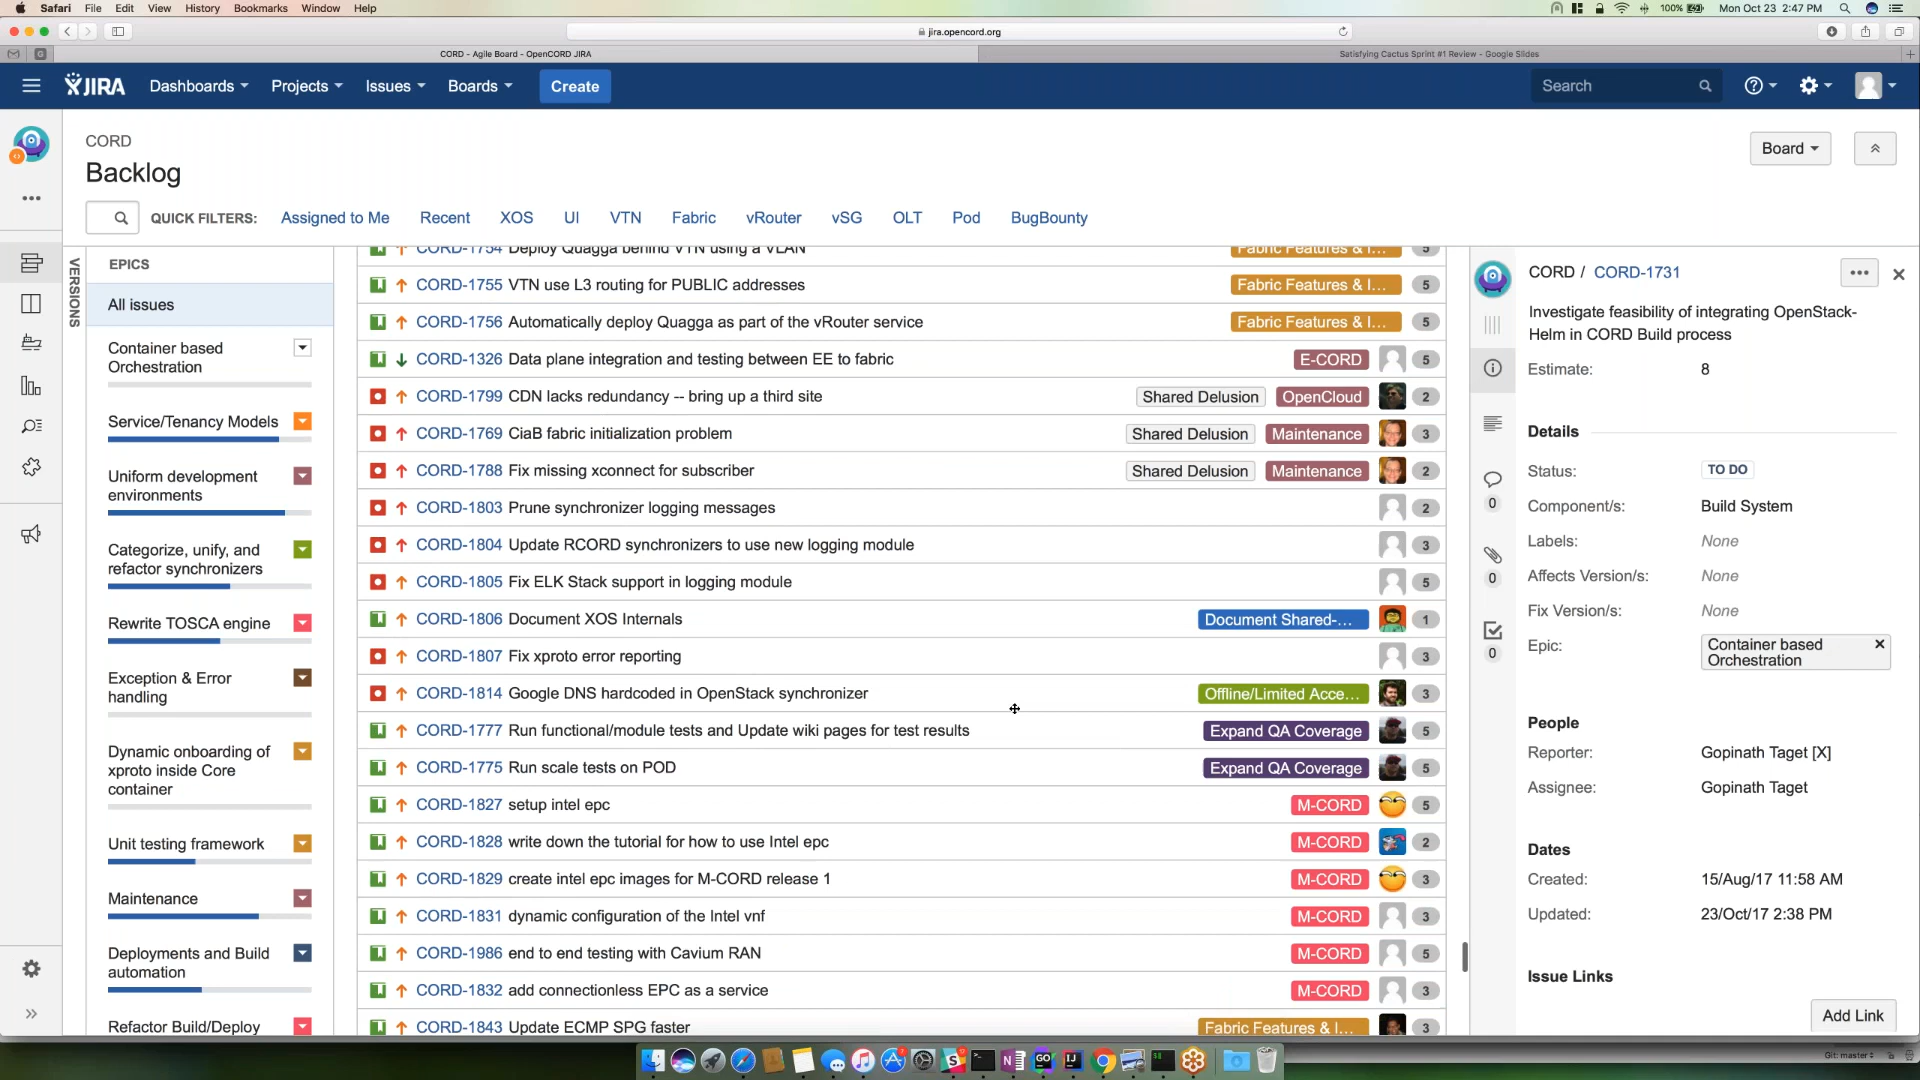 Safari File Edit View History Bookmarks Window Help
100% Mon Oct 23 2:47 PM
jira.opencord.org
CORD - Agile Board - OpenCORD JIRA
Satisfying Cactus Sprint #1 Review - Google Slides
JIRA Dashboards Projects Issues Boards Create
Search
CORD
Backlog
Board
QUICK FILTERS: Assigned to Me Recent XOS UI VTN Fabric vRouter vSG OLT Pod BugBounty
VERSIONS
EPICS
All issues
Container based
Orchestration
Service/Tenancy Models
Uniform development
environments
Categorize, unify, and
refactor synchronizers
Rewrite TOSCA engine
Exception & Error
handling
Dynamic onboarding of
xproto inside Core
container
Unit testing framework
Maintenance
Deployments and Build
automation
Refactor Build/Deploy
CORD-1754 Deploy Quagga behind VTN using a VLAN Fabric Features & I... 5
CORD-1755 VTN use L3 routing for PUBLIC addresses Fabric Features & I... 5
CORD-1756 Automatically deploy Quagga as part of the vRouter service Fabric Features & I... 5
CORD-1326 Data plane integration and testing between EE to fabric E-CORD 5
CORD-1799 CDN lacks redundancy -- bring up a third site Shared Delusion OpenCloud 2
CORD-1769 CiaB fabric initialization problem Shared Delusion Maintenance 3
CORD-1788 Fix missing xconnect for subscriber Shared Delusion Maintenance 2
CORD-1803 Prune synchronizer logging messages 2
CORD-1804 Update RCORD synchronizers to use new logging module 3
CORD-1805 Fix ELK Stack support in logging module 5
CORD-1806 Document XOS Internals Document Shared-... 1
CORD-1807 Fix xproto error reporting 3
CORD-1814 Google DNS hardcoded in OpenStack synchronizer Offline/Limited Acce... 3
CORD-1777 Run functional/module tests and Update wiki pages for test results Expand QA Coverage 5
CORD-1775 Run scale tests on POD Expand QA Coverage 5
CORD-1827 setup intel epc M-CORD 5
CORD-1828 write down the tutorial for how to use Intel epc M-CORD 2
CORD-1829 create intel epc images for M-CORD release 1 M-CORD 3
CORD-1831 dynamic configuration of the Intel vnf M-CORD 3
CORD-1986 end to end testing with Cavium RAN M-CORD 5
CORD-1832 add connectionless EPC as a service M-CORD 3
CORD-1843 Update ECMP SPG faster Fabric Features & I... 3
0
0
0
CORD / CORD-1731
Investigate feasibility of integrating OpenStack-
Helm in CORD Build process
Estimate: 8
Details
Status: TO DO
Component/s: Build System
Labels: None
Affects Version/s: None
Fix Version/s: None
Epic: Container based
Orchestration
People
Reporter: Gopinath Taget [X]
Assignee: Gopinath Taget
Dates
Created: 15/Aug/17 11:58 AM
Updated: 23/Oct/17 2:38 PM
Issue Links
Add Link
Git: master